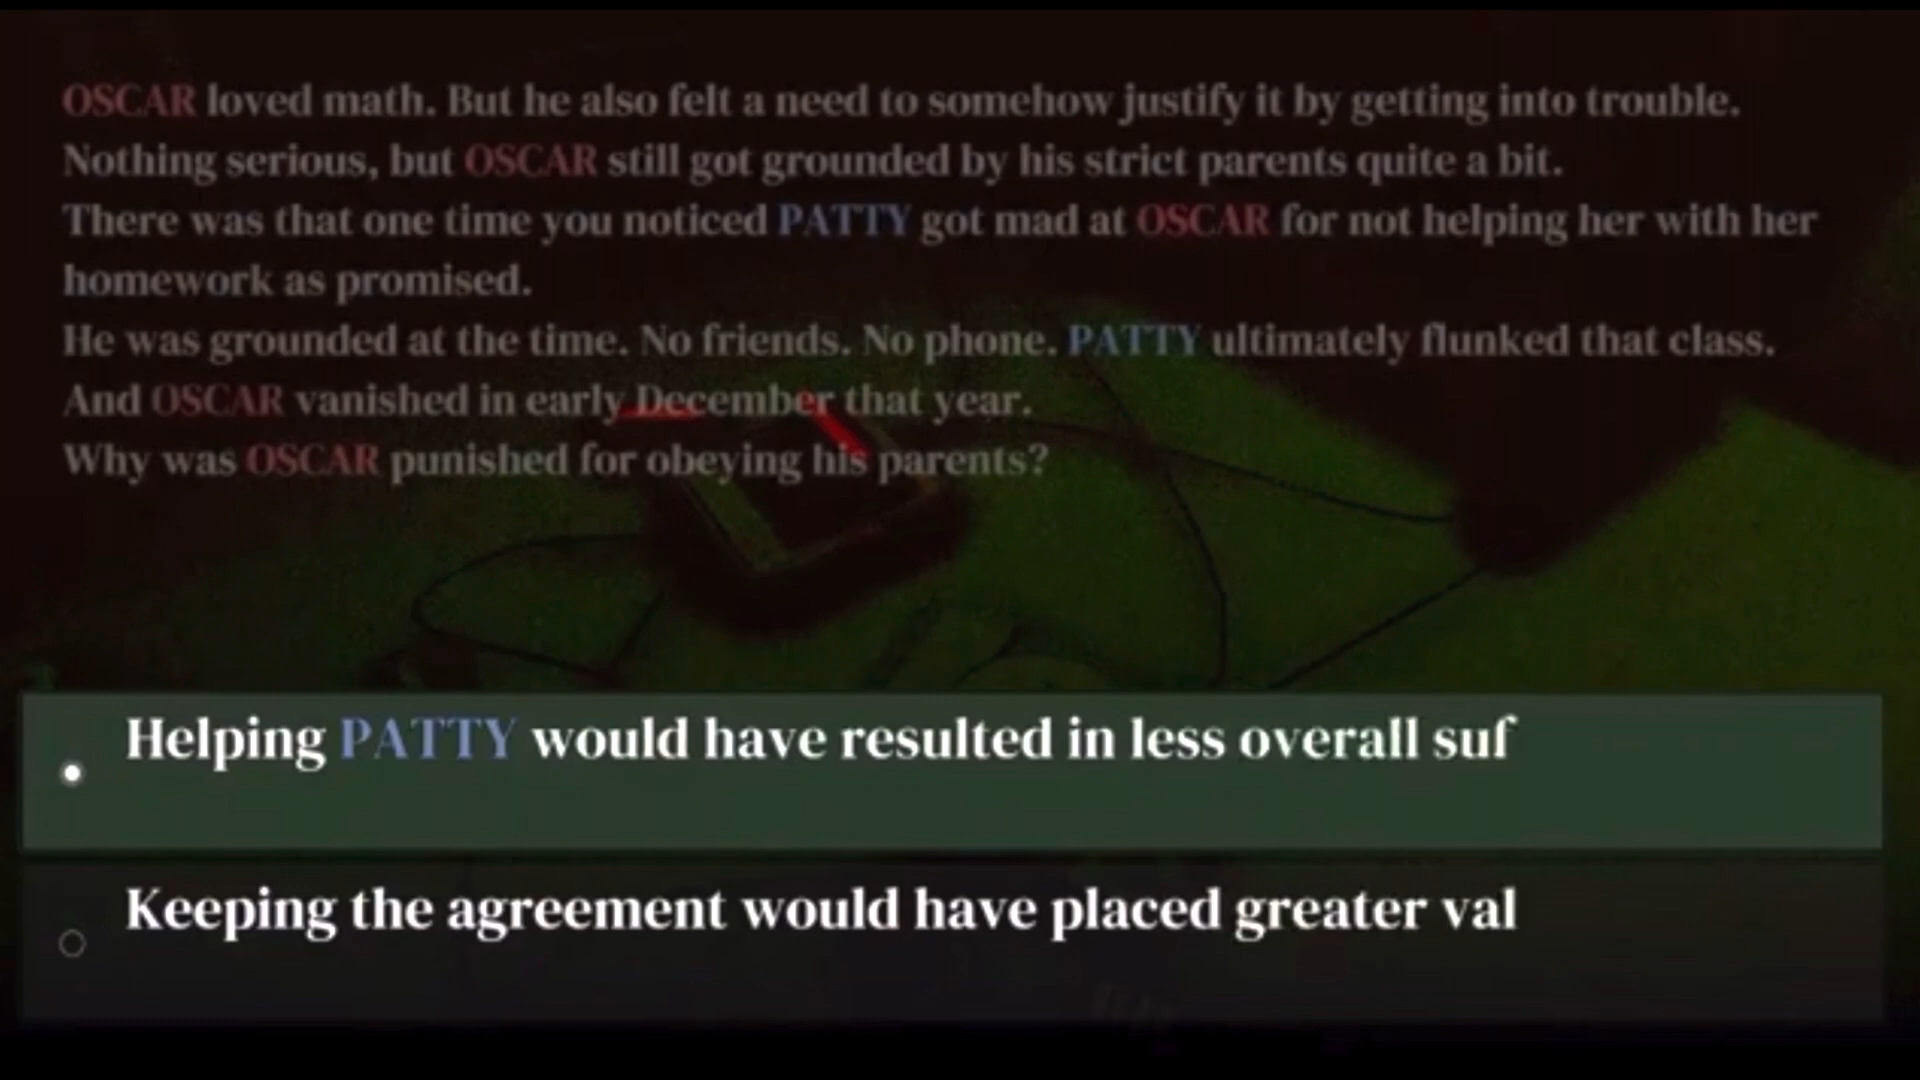 OSCAR loved math. But he also felt a need to somehow justify it by getting into trouble.
Nothing serious, but OSCAR still got grounded by his strict parents quite a bit.
There was that one time you noticed PATTY got mad at OSCAR for not helping her with her
homework as promised.
He was grounded at the time. No friends. No phone. PATTY ultimately flunked that class.
And OSCAR vanished in early December that year.
Why was OSCAR punished for obeying his parents?
Helping PATTY would have resulted in less overall suf
Keeping the agreement would have placed greater val